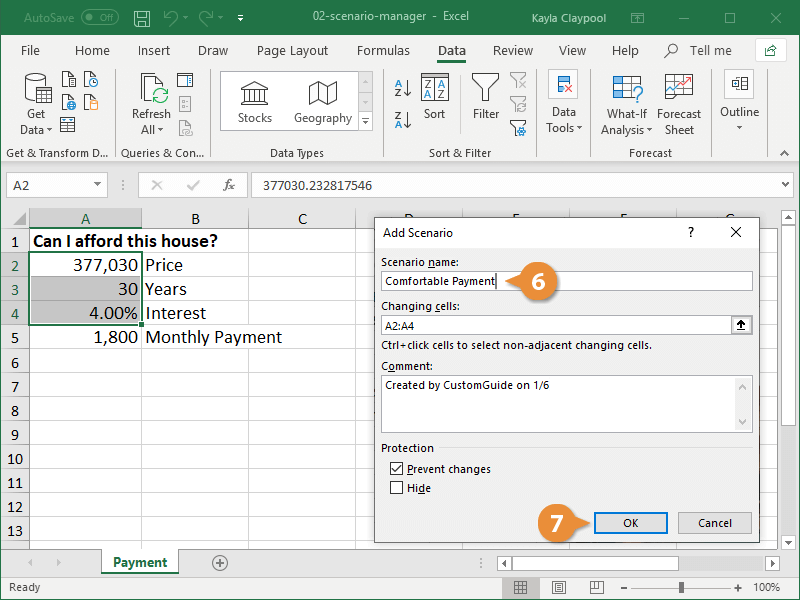 AutoSave Off 02-scenario-manager - Excel Kayla Claypool
File Home Insert Draw Page Layout Formulas Data Review View Help Tell me
Get Data
Refresh All
Stocks Geography
Sort
Filter
Data Tools
What-If Analysis
Forecast Sheet
Outline
Get & Transform D... Queries & Con... Data Types Sort & Filter Forecast
A2 fx 377030.232817546
A B C
1 Can I afford this house?
2 377,030 Price
3 30 Years
4 4.00% Interest
5 1,800 Monthly Payment
6
7
8
9
10
11
12
13
Add Scenario ?
Scenario name:
Comfortable Payment 6
Changing cells:
A2:A4
Ctrl+click cells to select non-adjacent changing cells.
Comment:
Created by CustomGuide on 1/6
Protection
Prevent changes
Hide
7 OK Cancel
Payment
Ready 100%